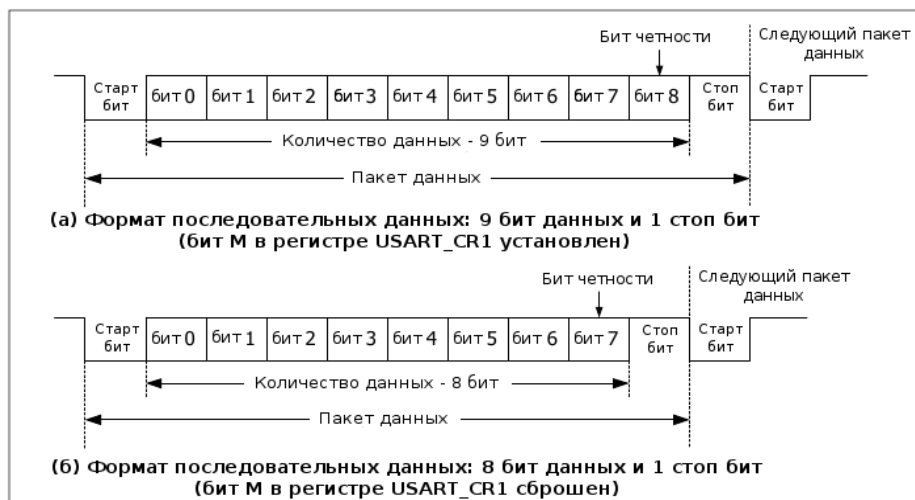 Бит четности
Следующий пакет
данных
Старт
бит
бит 0
бит 1
бит 2
бит 3
бит 4
бит 5
бит 6
бит 7
бит 8
Стоп
бит
Старт
бит
Количество данных - 9 бит
Пакет данных
(а) Формат последовательных данных: 9 бит данных и 1 стоп бит
(бит М в регистре USART_CR1 установлен)
Бит четности
Следующий пакет
данных
Старт
бит
бит 0
бит 1
бит 2
бит 3
бит 4
бит 5
бит 6
бит 7
Стоп
бит
Старт
бит
Количество данных - 8 бит
Пакет данных
(б) Формат последовательных данных: 8 бит данных и 1 стоп бит
(бит М в регистре USART_CR1 сброшен)